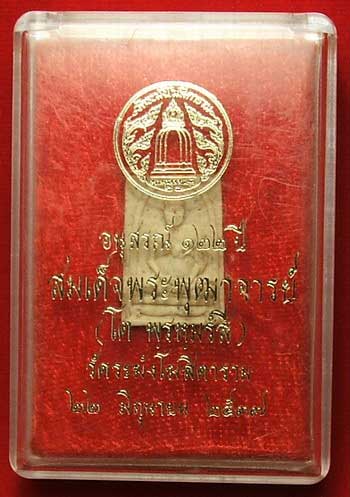 อนุสรณ์ ๑๒๒ ปี
สมเด็จพระพุฒาจารย์
(โต พรหมรังสี)
วัดระฆังโฆสิตาราม
๒๒ มิถุนายน ๒๕๓๗